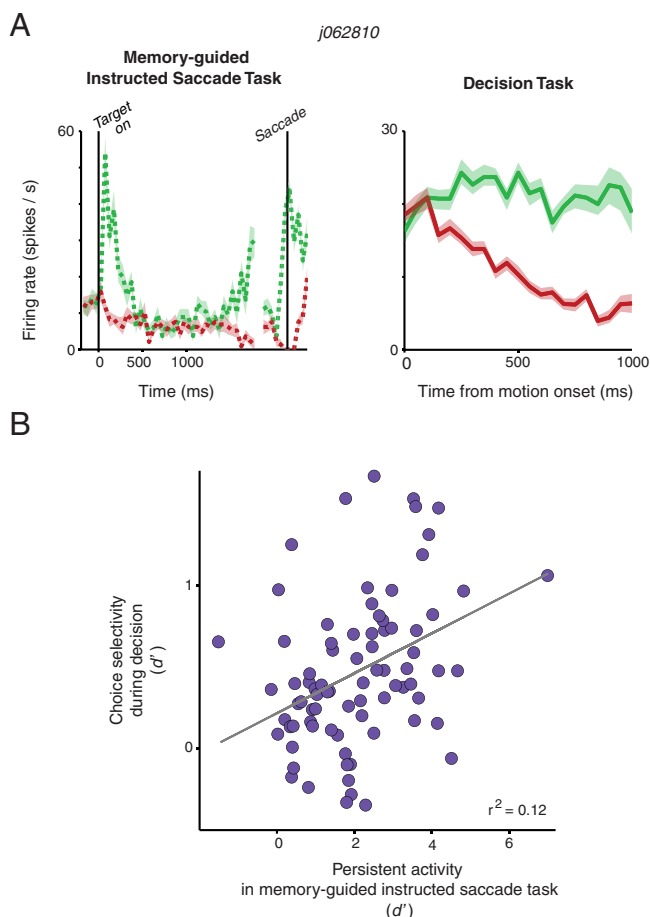 A
j062810
Memory-guided
Instructed Saccade Task
Decision Task
Target
on
Saccade
60
30
Firing rate (spikes / s)
15
0
0
0 500 1000
0 500 1000
Time (ms)
Time from motion onset (ms)
B
Choice selectivity
during decision
(d')
1
0
r² = 0.12
0 2 4 6
Persistent activity
in memory-guided instructed saccade task
(d')